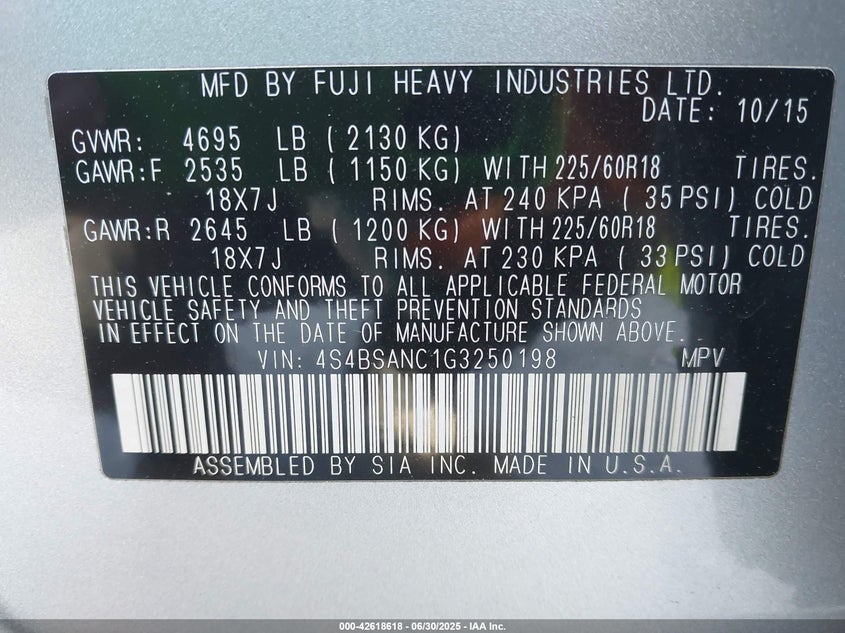 MFD BY FUJI HEAVY INDUSTRIES LTD.
DATE: 10/15
GVWR: 4695 LB ( 2130 KG)
GAWR:F 2535 LB ( 1150 KG) WITH 225/60R18 TIRES.
18X7J RIMS. AT 240 KPA ( 35 PSI) COLD
GAWR:R 2645 LB ( 1200 KG) WITH 225/60R18 TIRES.
18X7J RIMS. AT 230 KPA ( 33 PSI) COLD
THIS VEHICLE CONFORMS TO ALL APPLICABLE FEDERAL MOTOR
VEHICLE SAFETY AND THEFT PREVENTION STANDARDS
IN EFFECT ON THE DATE OF MANUFACTURE SHOWN ABOVE.
VIN: 4S4BSANC1G3250198 MPV
ASSEMBLED BY SIA INC. MADE IN U.S.A.
000-42618618 - 06/30/2025 - IAA Inc.